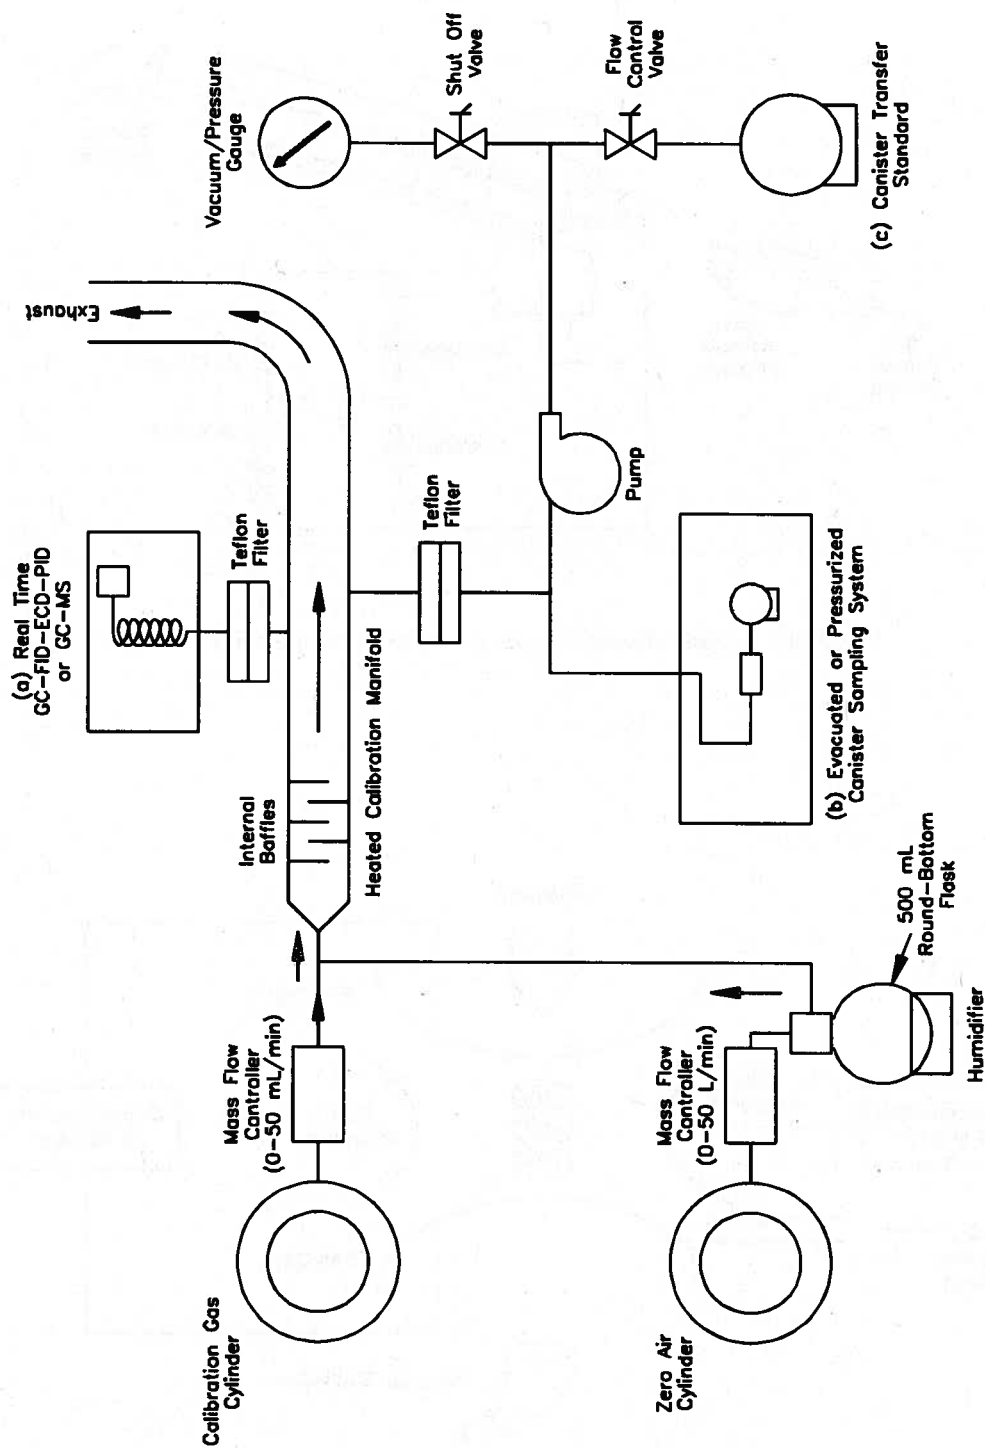 (a) Real Time
GC-FID-ECD-PID
or GC-MS
Teflon
Filter
Exhaust
Internal
Baffles
Heated Calibration Manifold
Teflon
Filter
Vacuum/Pressure
Gauge
Shut Off
Valve
Flow
Control
Valve
(c) Canister Transfer
Standard
Pump
(b) Evacuated or Pressurized
Canister Sampling System
Calibration Gas
Cylinder
Mass Flow
Controller
(0-50 mL/min)
Zero Air
Cylinder
Mass Flow
Controller
(0-50 L/min)
500 mL
Round-Bottom
Flask
Humidifier